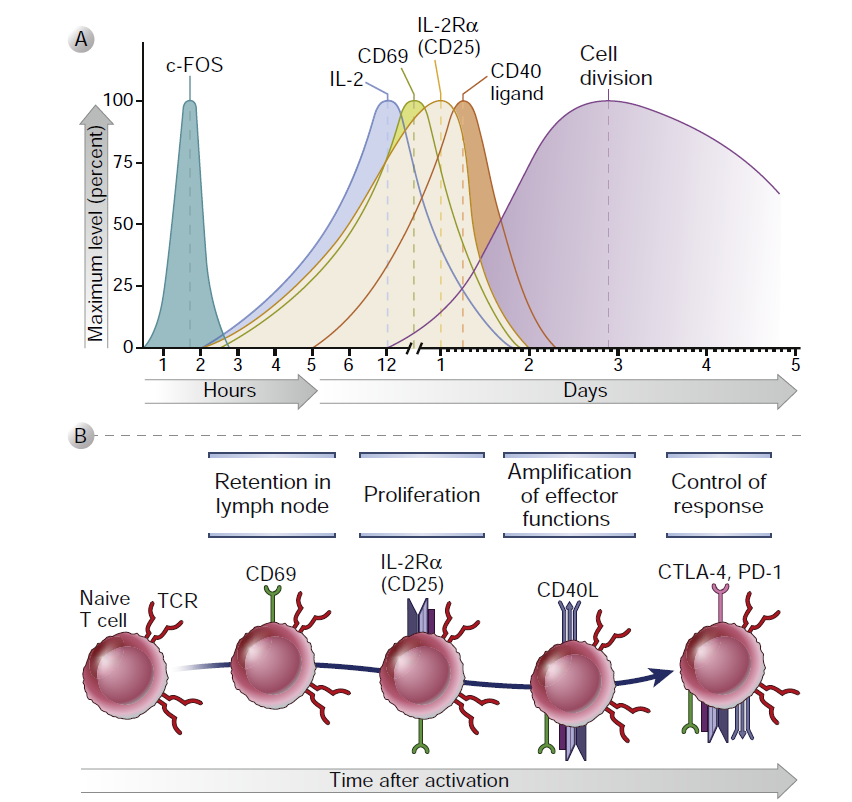 A
c-FOS
IL-2
CD69
IL-2Rα
(CD25)
CD40
ligand
Cell
division
Maximum level (percent)
100
75
50
25
0
1 2 3 4 5 6 12 1 2 3 4 5
Hours
Days
B
Retention in
lymph node
Proliferation
Amplification
of effector
functions
Control of
response
Naive
T cell
TCR
CD69
IL-2Rα
(CD25)
CD40L
CTLA-4, PD-1
Time after activation